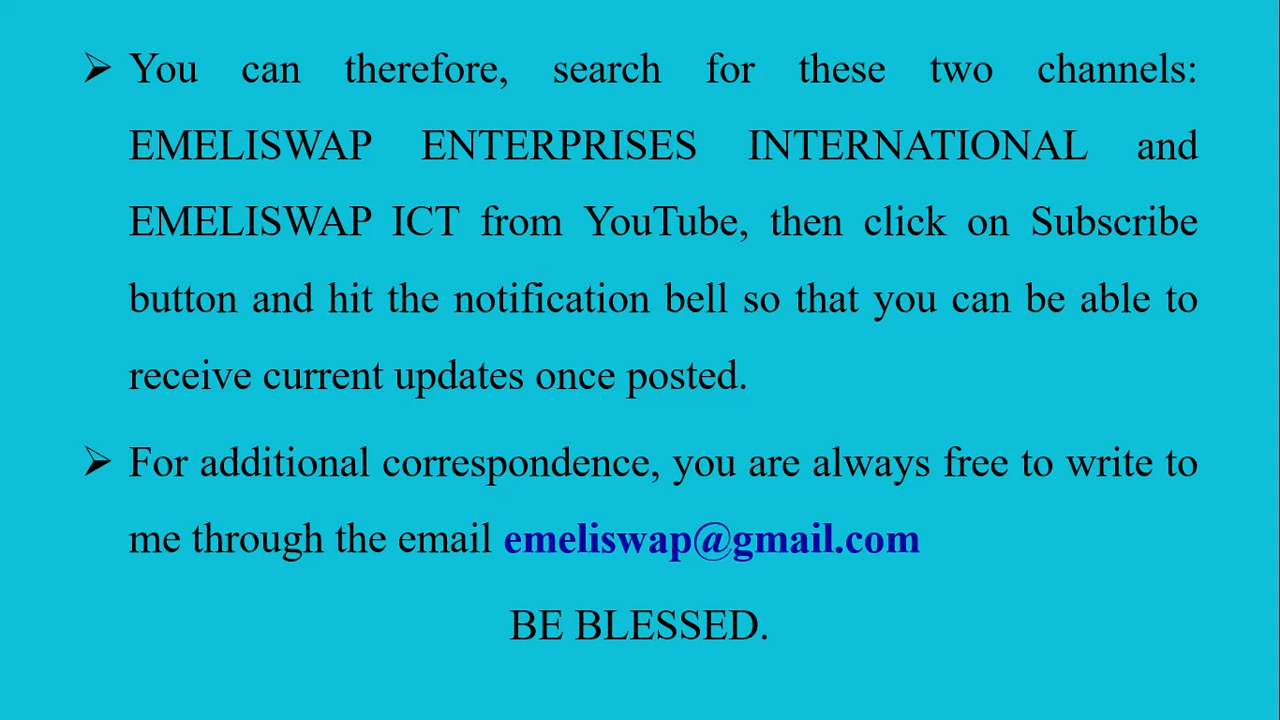 ➢ You can therefore, search for these two channels:
EMELISWAP ENTERPRISES INTERNATIONAL and
EMELISWAP ICT from YouTube, then click on Subscribe
button and hit the notification bell so that you can be able to
receive current updates once posted.
➢ For additional correspondence, you are always free to write to
me through the email emeliswap@gmail.com
BE BLESSED.